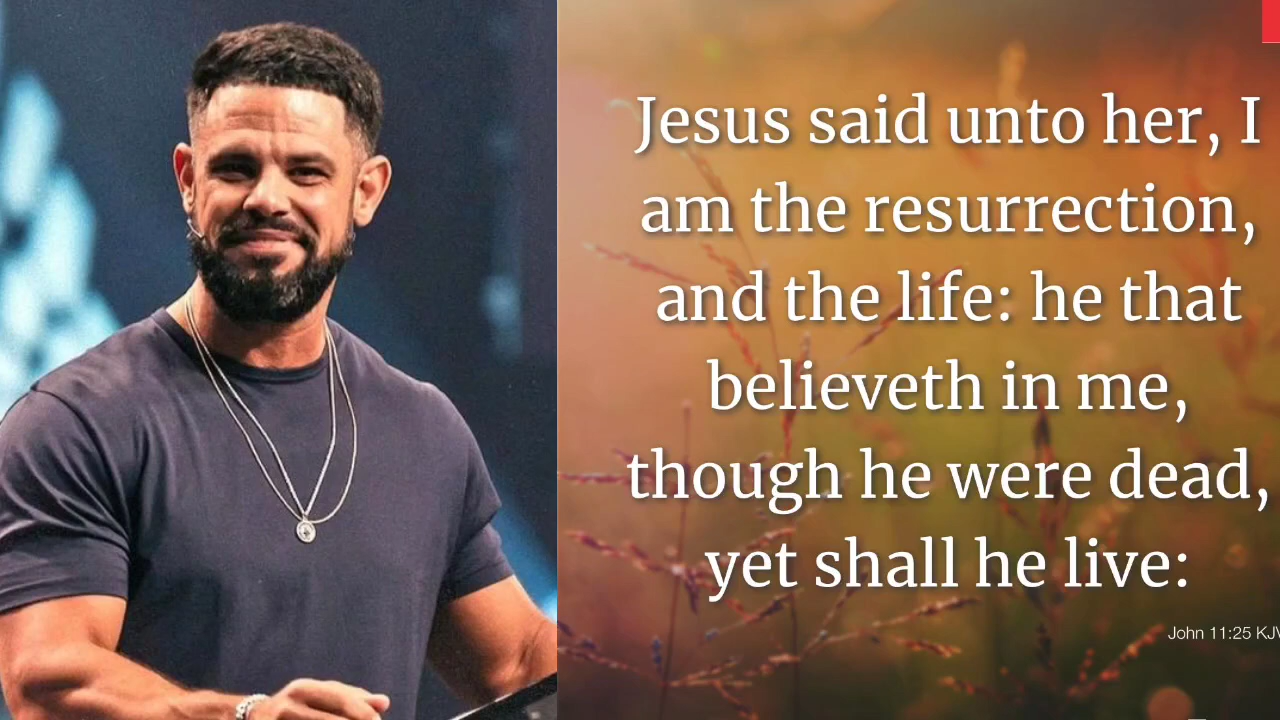 Jesus said unto her, I
am the resurrection,
and the life: he that
believeth in me,
though he were dead,
yet shall he live:
John 11:25 KJV